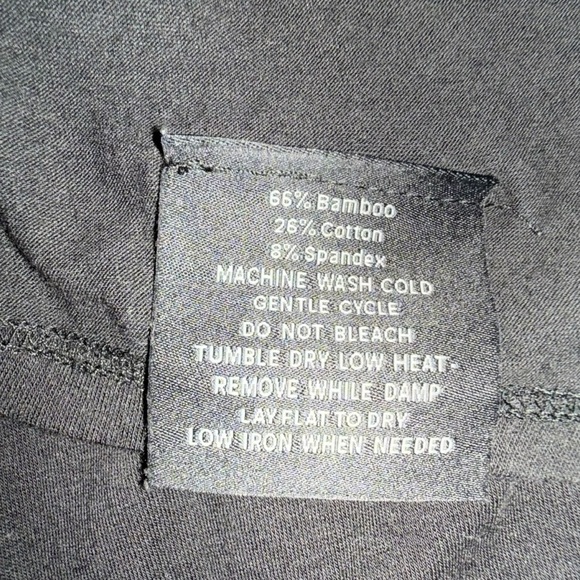 66% Bamboo
26% Cotton
8% Spandex
MACHINE WASH COLD
GENTLE CYCLE
DO NOT BLEACH
TUMBLE DRY LOW HEAT-
REMOVE WHILE DAMP
LAY FLAT TO DRY
LOW IRON WHEN NEEDED